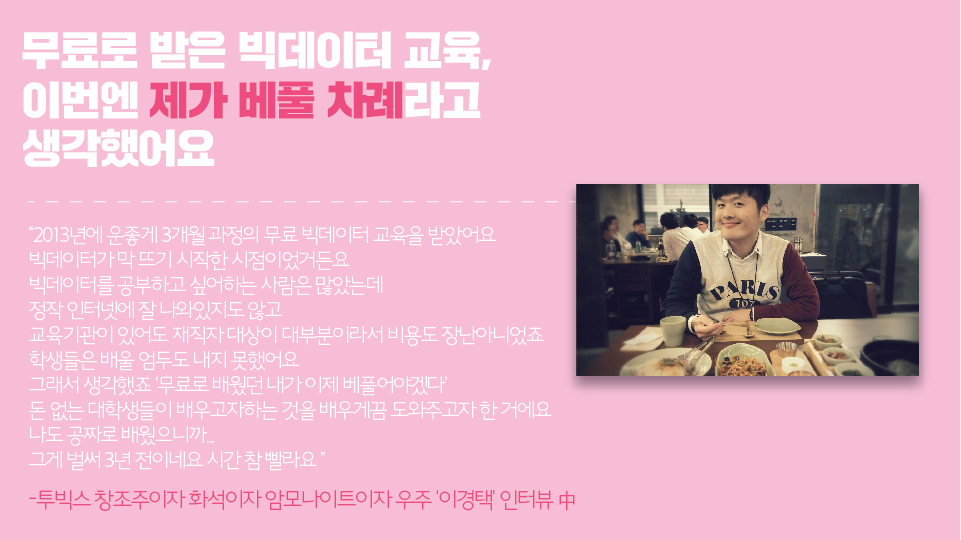 무료로 받은 빅데이터 교육,
이번엔 제가 베풀 차례라고
생각했어요
“2013년에 운좋게 3개월 과정의 무료 빅데이터 교육을 받았어요
빅데이터가 막 뜨기 시작한 시점이었거든요
빅데이터를 공부하고 싶어하는 사람은 많았는데
정작 인터넷에 잘 나와있지도 않고
교육기관이 있어도 재직자 대상이 대부분이라서 비용도 장난아니었죠
학생들은 배울 엄두도 내지 못했어요
그래서 생각했죠 ‘무료로 배웠던 내가 이제 베풀어야겠다’
돈 없는 대학생들이 배우고자하는 것을 배우게끔 도와주고자 한 거에요
나도 공짜로 배웠으니까...
그게 벌써 3년 전이네요 시간 참 빨라요 ”
-투빅스 창조주이자 화석이자 암모나이트이자 우주 '이경택' 인터뷰 中
PARIS